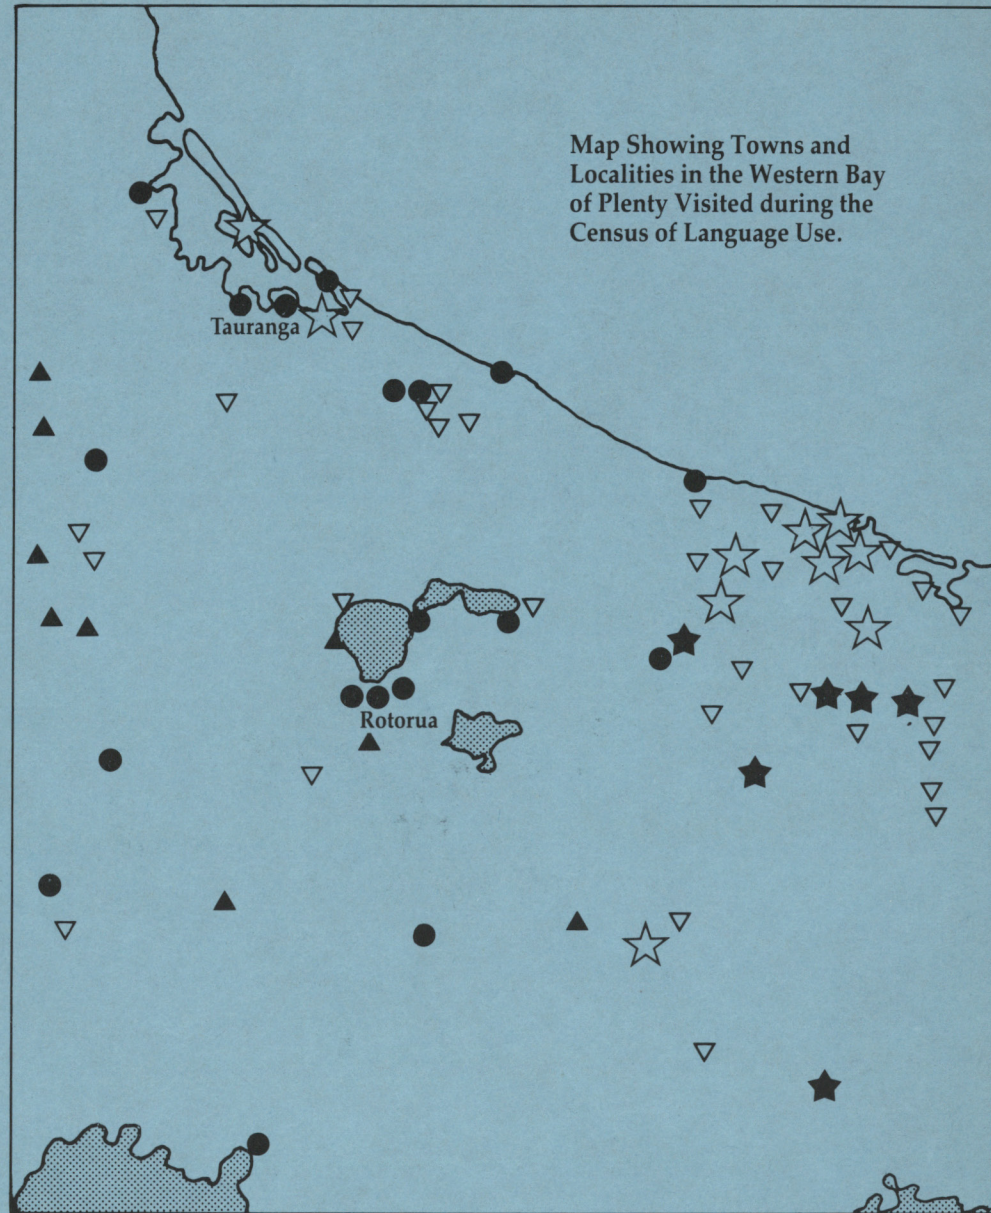 Map Showing Towns and
Localities in the Western Bay
of Plenty Visited during the
Census of Language Use.
Tauranga
Rotorua